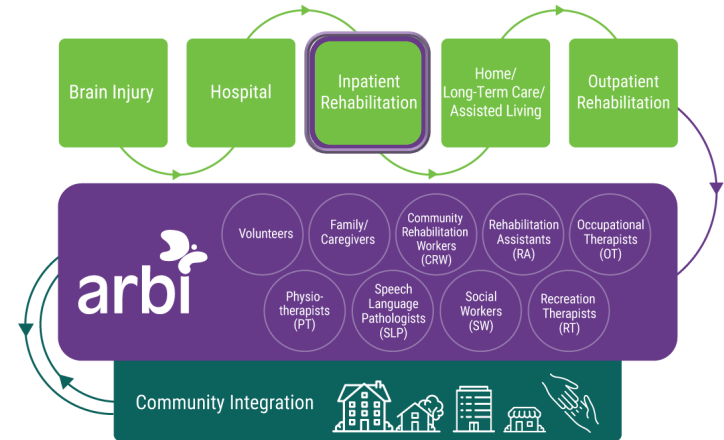 Brain Injury
Hospital
Inpatient
Rehabilitation
Home/
Long-Term Care/
Assisted Living
Outpatient
Rehabilitation
arbi
Volunteers
Family/
Caregivers
Community
Rehabilitation
Workers
(CRW)
Rehabilitation
Assistants
(RA)
Occupational
Therapists
(OT)
Physio-
therapists
(PT)
Speech
Language
Pathologists
(SLP)
Social
Workers
(SW)
Recreation
Therapists
(RT)
Community Integration